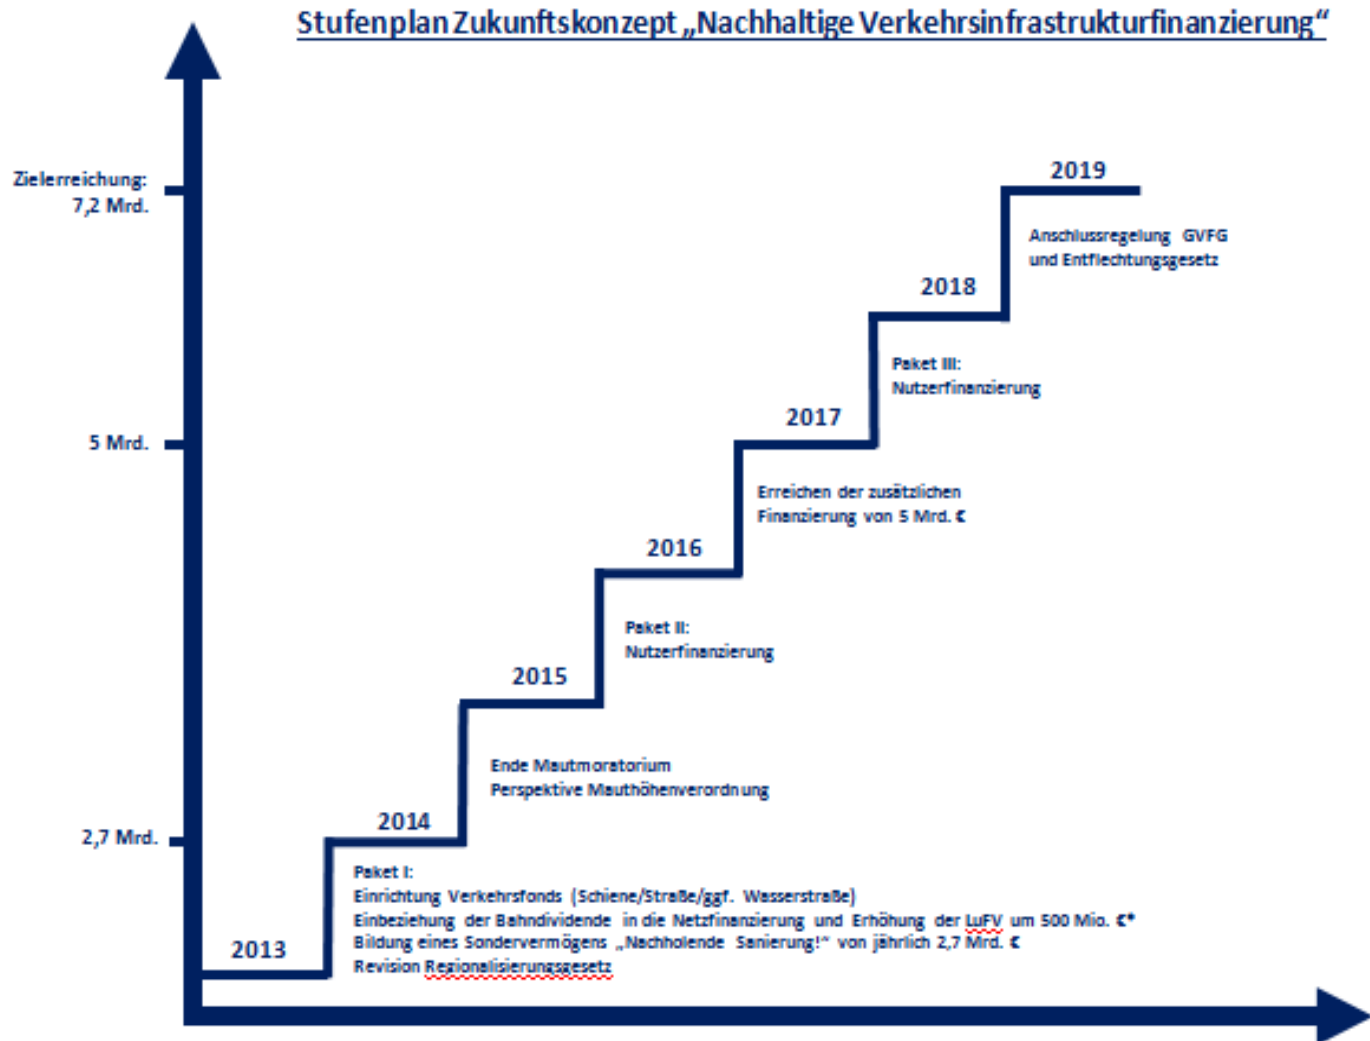 Stufenplan Zukunftskonzept „Nachhaltige Verkehrsinfrastrukturfinanzierung“
Zielerreichung:
7,2 Mrd.
2019
Anschlussregelung GVFG
und Entflechtungsgesetz
2018
Paket III:
Nutzerfinanzierung
2017
5 Mrd.
Erreichen der zusätzlichen
Finanzierung von 5 Mrd. €
2016
Paket II:
Nutzerfinanzierung
2015
Ende Mautmoratorium
Perspektive Mauthöhenverordnung
2014
2,7 Mrd.
Paket I:
Einrichtung Verkehrsfonds (Schiene/Straße/ggf. Wasserstraße)
Einbeziehung der Bahndividende in die Netzfinanzierung und Erhöhung der LuFV um 500 Mio. €*
Bildung eines Sondervermögens „Nachholende Sanierung!“ von jährlich 2,7 Mrd. €
Revision Regionalisierungsgesetz
2013